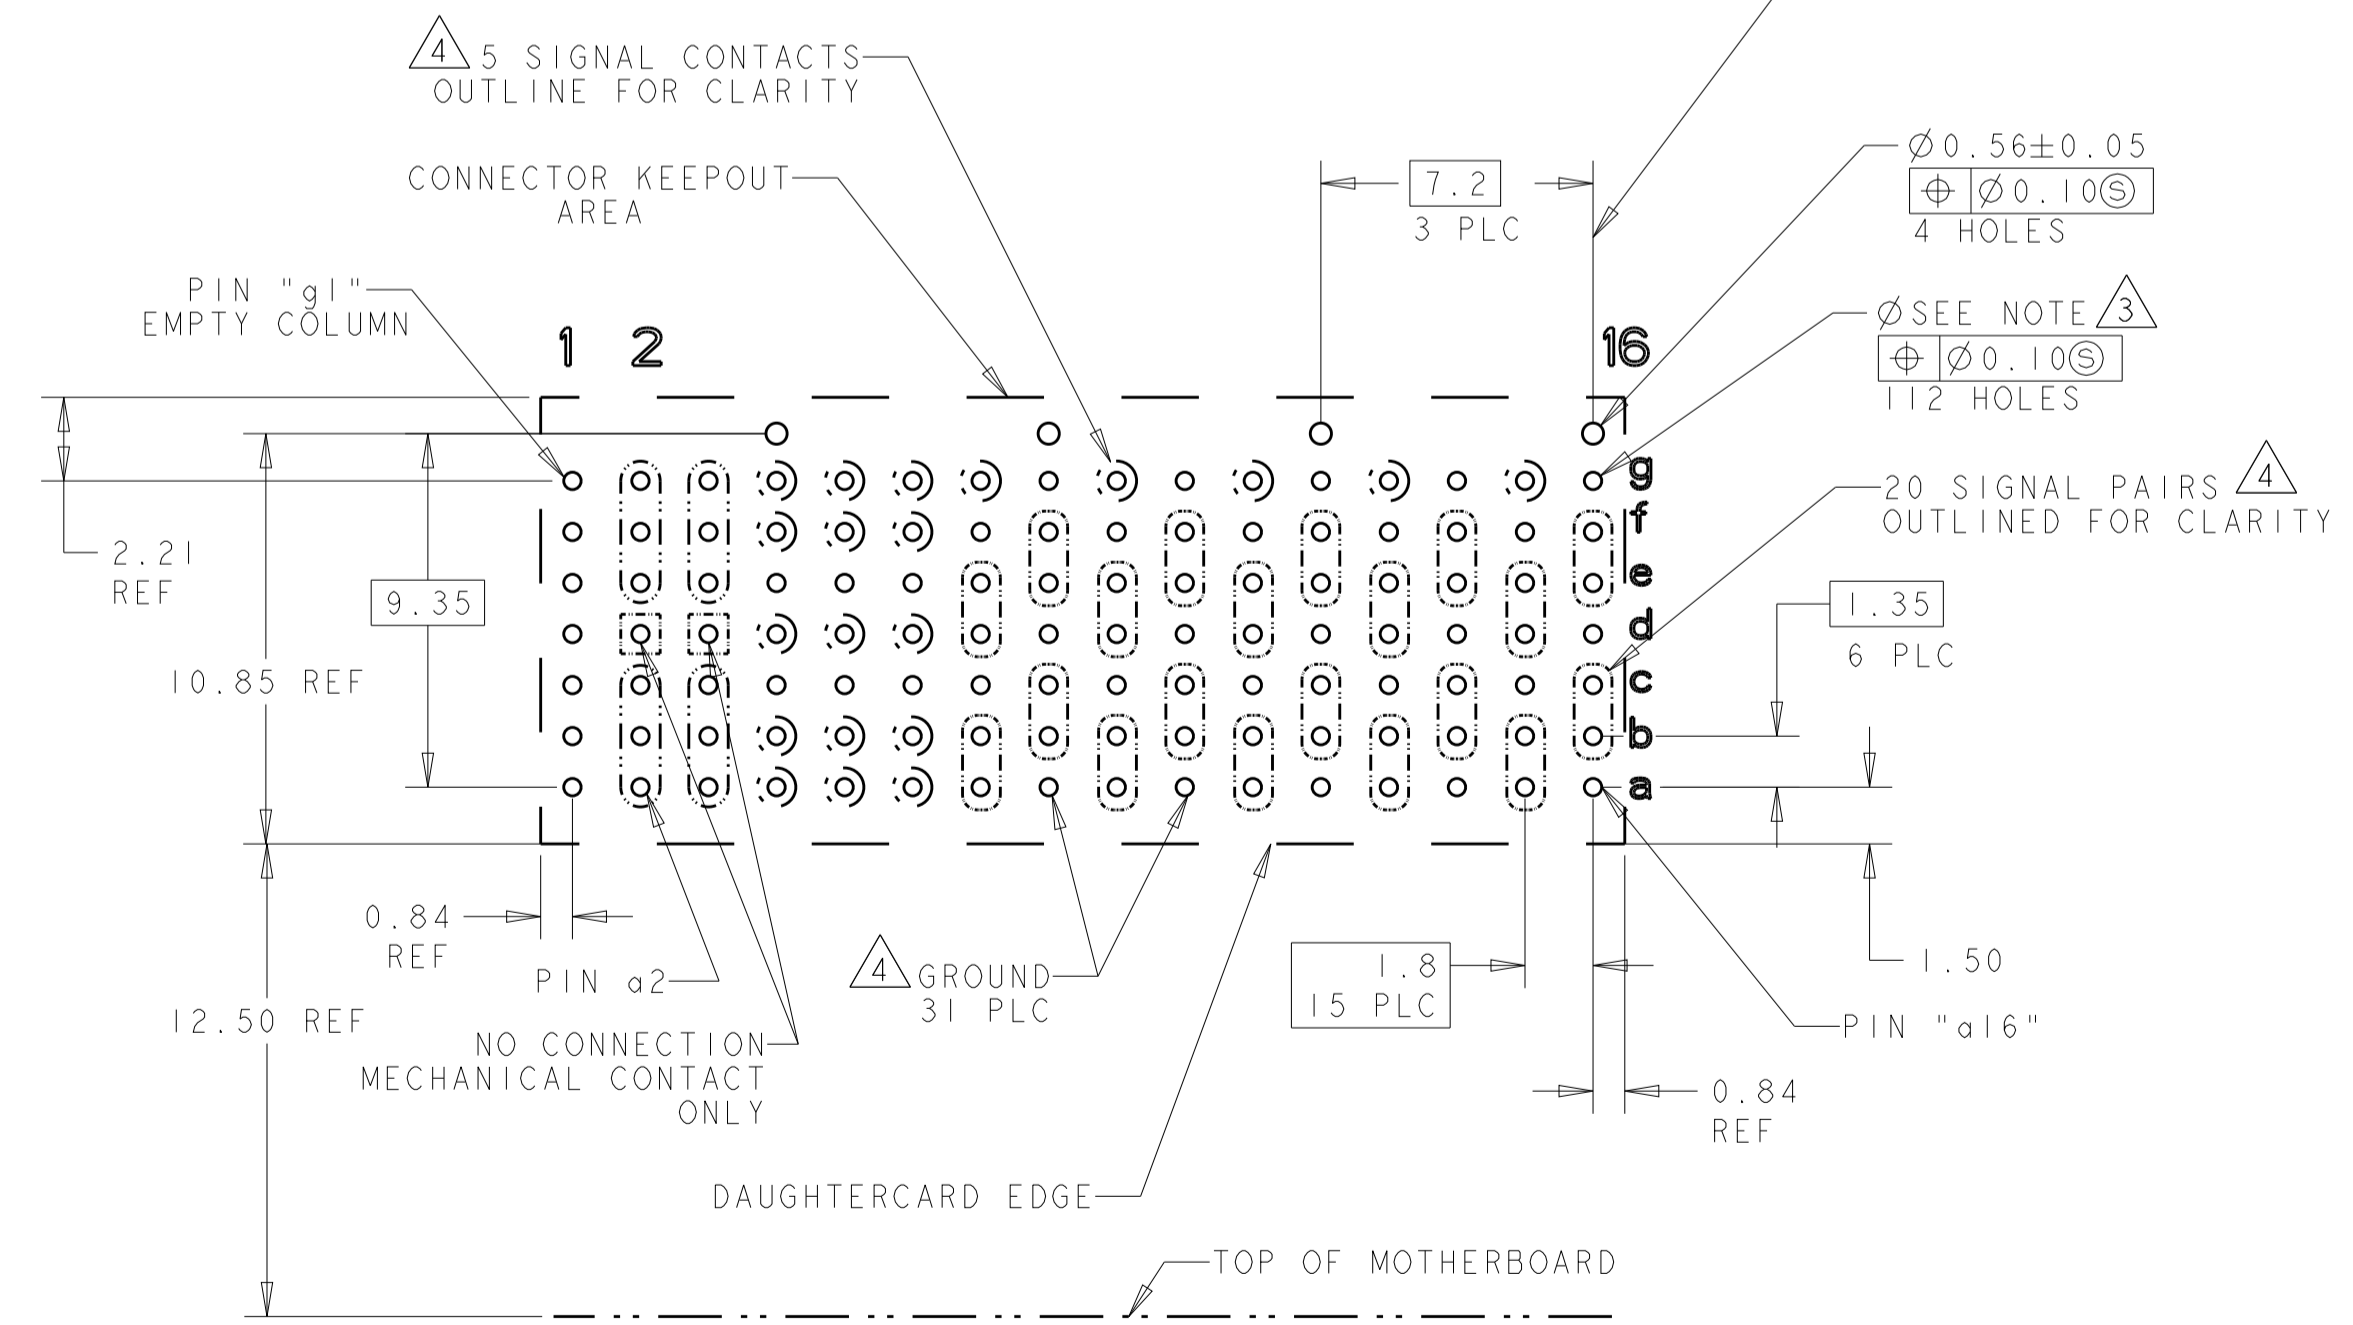 4 5 SIGNAL CONTACTS
OUTLINE FOR CLARITY
CONNECTOR KEEPOUT
AREA
PIN "g1"
EMPTY COLUMN
1 2 16
7.2
3 PLC
Ø0.56±0.05
⌖ Ø0.10Ⓢ
4 HOLES
ØSEE NOTE 3
⌖ Ø0.10Ⓢ
112 HOLES
20 SIGNAL PAIRS 4
OUTLINED FOR CLARITY
g
f
e
d
c
b
a
2.21
REF
9.35
10.85 REF
1.35
6 PLC
0.84
REF
PIN a2
12.50 REF
NO CONNECTION
MECHANICAL CONTACT
ONLY
4 GROUND
31 PLC
1.8
15 PLC
1.50
PIN "a16"
0.84
REF
DAUGHTERCARD EDGE
TOP OF MOTHERBOARD